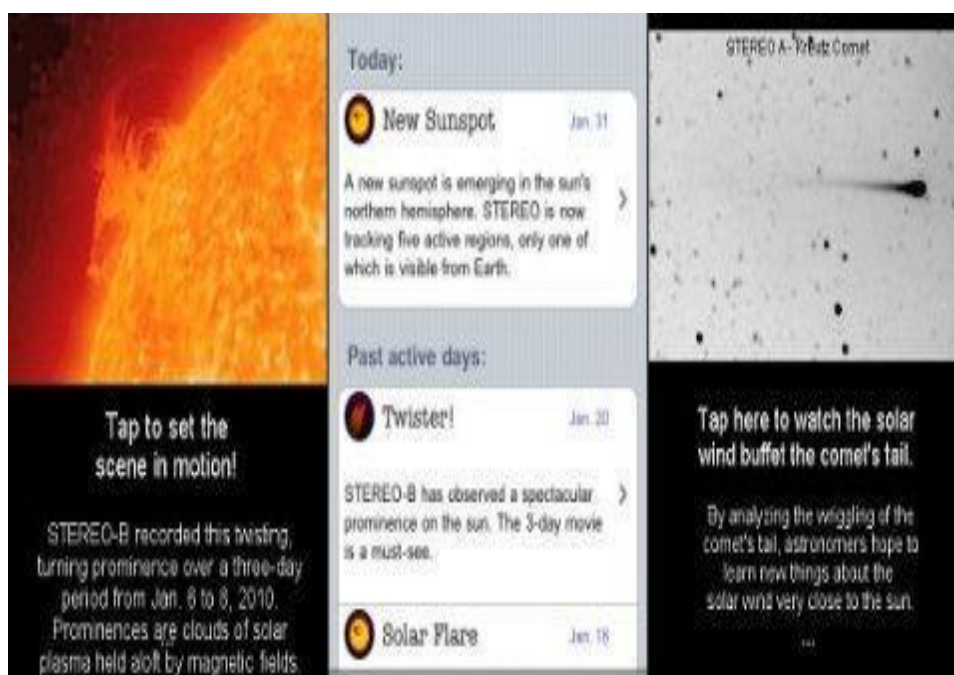 Tap to set the
scene in motion!
STEREO-B recorded this twisting,
turning prominence over a three-day
period from Jan. 6 to 8, 2010.
Prominences are clouds of solar
plasma held aloft by magnetic fields.
Today:
New Sunspot Jan. 31
A new sunspot is emerging in the sun's
northern hemisphere. STEREO is now
tracking five active regions, only one of
which is visible from Earth.
Past active days:
Twister! Jan. 20
STEREO-B has observed a spectacular
prominence on the sun. The 3-day movie
is a must-see.
Solar Flare Jan. 18
STEREO A - Kreutz Comet
Tap here to watch the solar
wind buffet the comet's tail.
By analyzing the wriggling of the
comet's tail, astronomers hope to
learn new things about the
solar wind very close to the sun.
...